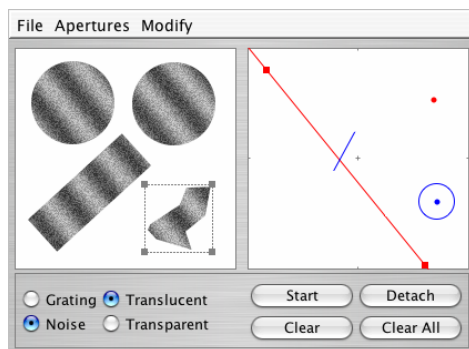 File Apertures Modify
Grating Translucent Start Detach
Noise Transparent Clear Clear All